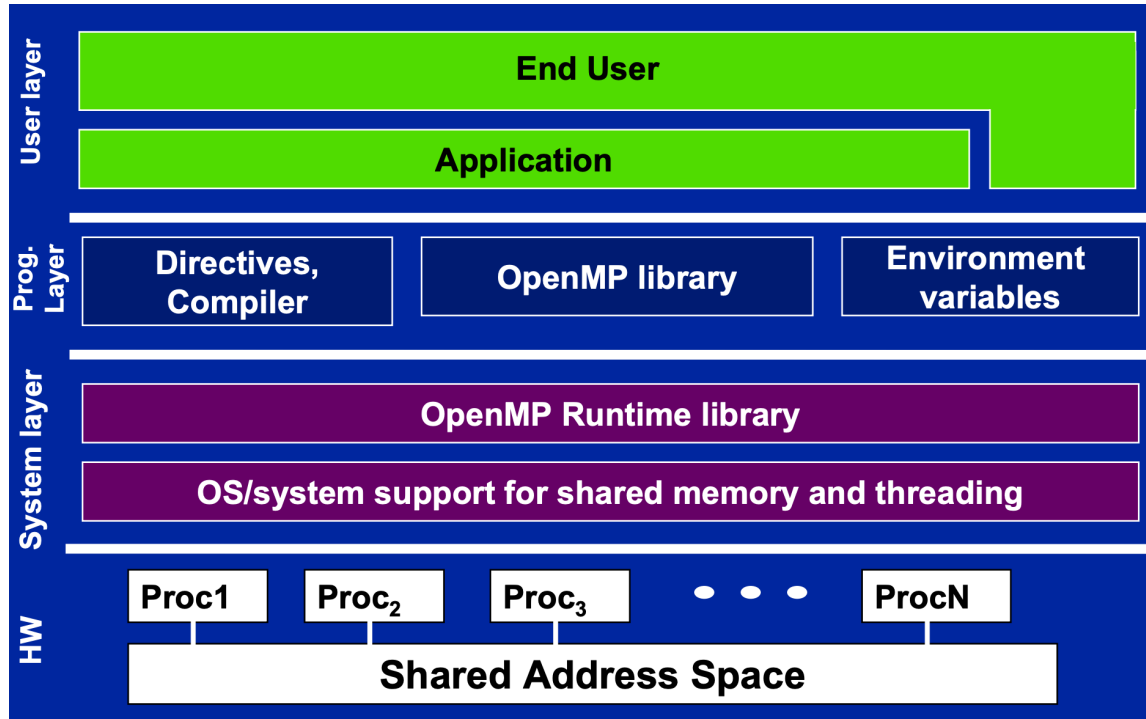 User layer
End User
Application
Prog.
Layer
Directives,
Compiler
OpenMP library
Environment
variables
System layer
OpenMP Runtime library
OS/system support for shared memory and threading
HW
Proc1
Proc₂
Proc₃
ProcN
Shared Address Space